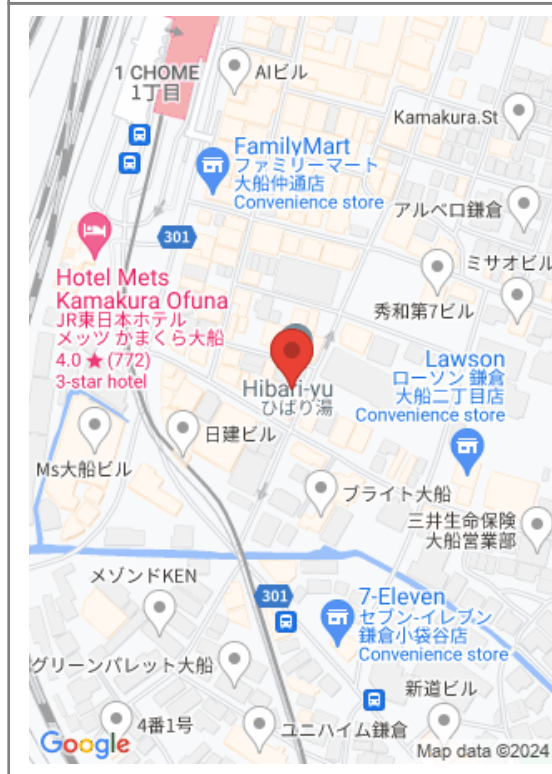 1 CHOME
1丁目
AIビル
Kamakura.St
FamilyMart
ファミリーマート
大船仲通店
Convenience store
アルベロ鎌倉
301
ミサオビル
Hotel Mets
Kamakura Ofuna
JR東日本ホテル
メッツ かまくら大船
4.0 ★ (772)
3-star hotel
秀和第7ビル
Lawson
ローソン 鎌倉
大船二丁目店
Convenience store
Hibari-yu
ひばり湯
日建ビル
Ms大船ビル
ブライト大船
三井生命保険
大船営業部
メゾンドKEN
301
7-Eleven
セブン-イレブン
鎌倉小袋谷店
Convenience store
グリーンパレット大船
新道ビル
4番1号
ユニハイム鎌倉
Google
Map data ©2024